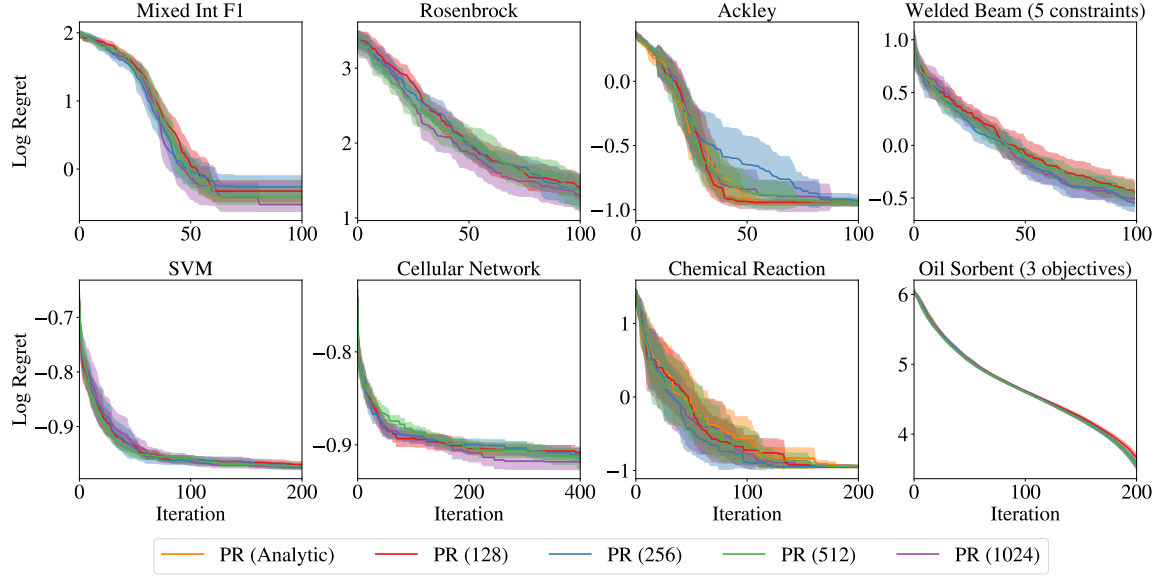 Mixed Int F1
Rosenbrock
Ackley
Welded Beam (5 constraints)
Log Regret
2
1
0
0
50
100
3
2
1
0
50
100
0.0
−0.5
−1.0
0
50
100
1.0
0.5
0.0
−0.5
0
50
100
SVM
Cellular Network
Chemical Reaction
Oil Sorbent (3 objectives)
Log Regret
−0.7
−0.8
−0.9
0
100
200
Iteration
−0.8
−0.9
0
200
400
Iteration
1
0
−1
0
100
200
Iteration
6
5
4
0
100
200
Iteration
PR (Analytic)
PR (128)
PR (256)
PR (512)
PR (1024)